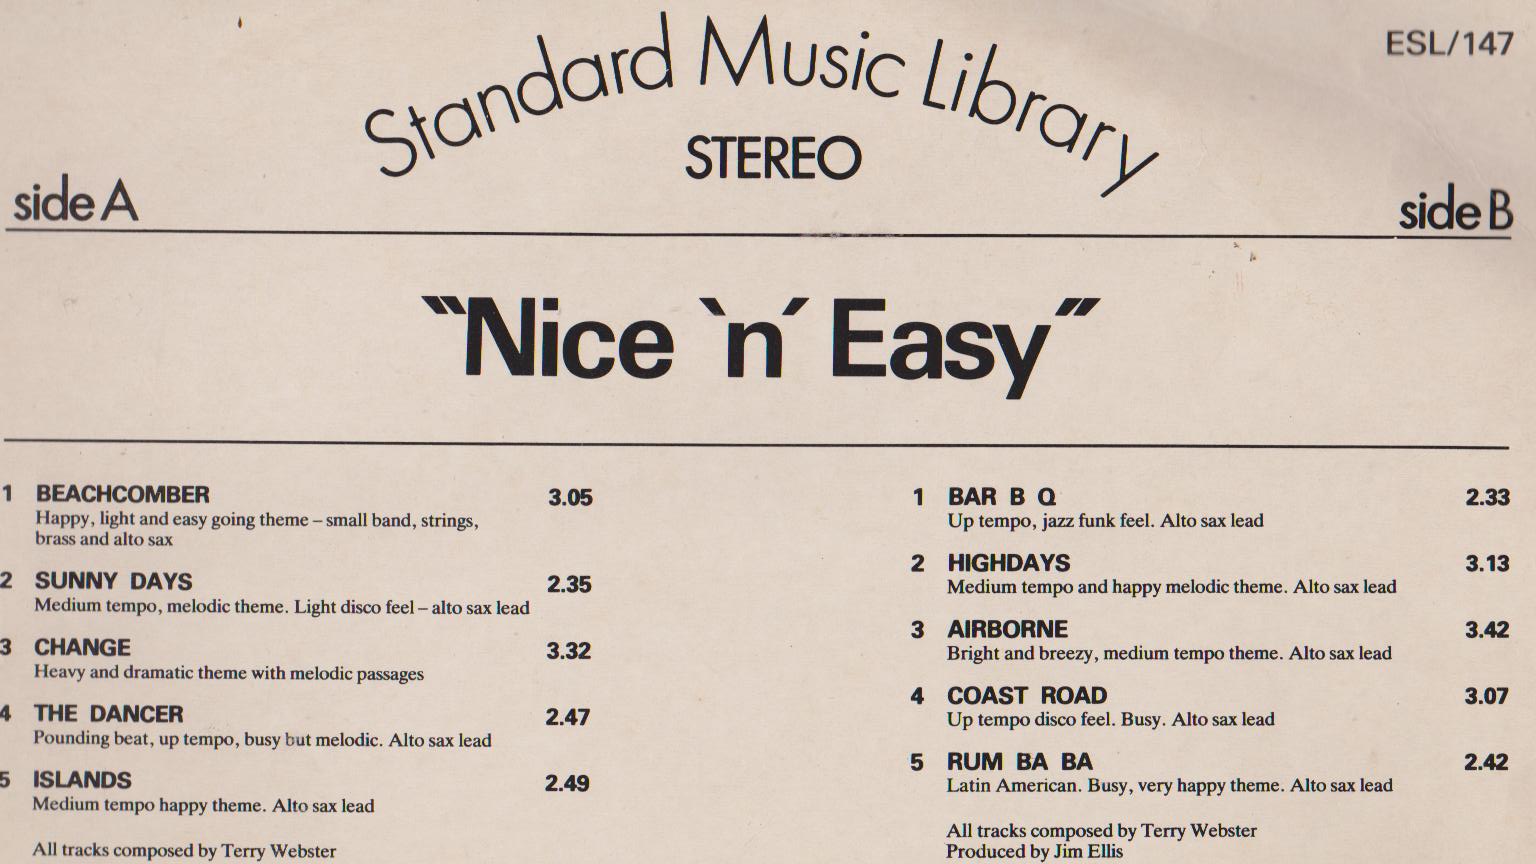 Standard Music Library
ESL/147
STEREO
side A
side B
"Nice 'n' Easy"
1 BEACHCOMBER 3.05
Happy, light and easy going theme – small band, strings,
brass and alto sax
2 SUNNY DAYS 2.35
Medium tempo, melodic theme. Light disco feel – alto sax lead
3 CHANGE 3.32
Heavy and dramatic theme with melodic passages
4 THE DANCER 2.47
Pounding beat, up tempo, busy but melodic. Alto sax lead
5 ISLANDS 2.49
Medium tempo happy theme. Alto sax lead
All tracks composed by Terry Webster
1 BAR B Q 2.33
Up tempo, jazz funk feel. Alto sax lead
2 HIGHDAYS 3.13
Medium tempo and happy melodic theme. Alto sax lead
3 AIRBORNE 3.42
Bright and breezy, medium tempo theme. Alto sax lead
4 COAST ROAD 3.07
Up tempo disco feel. Busy. Alto sax lead
5 RUM BA BA 2.42
Latin American. Busy, very happy theme. Alto sax lead
All tracks composed by Terry Webster
Produced by Jim Ellis